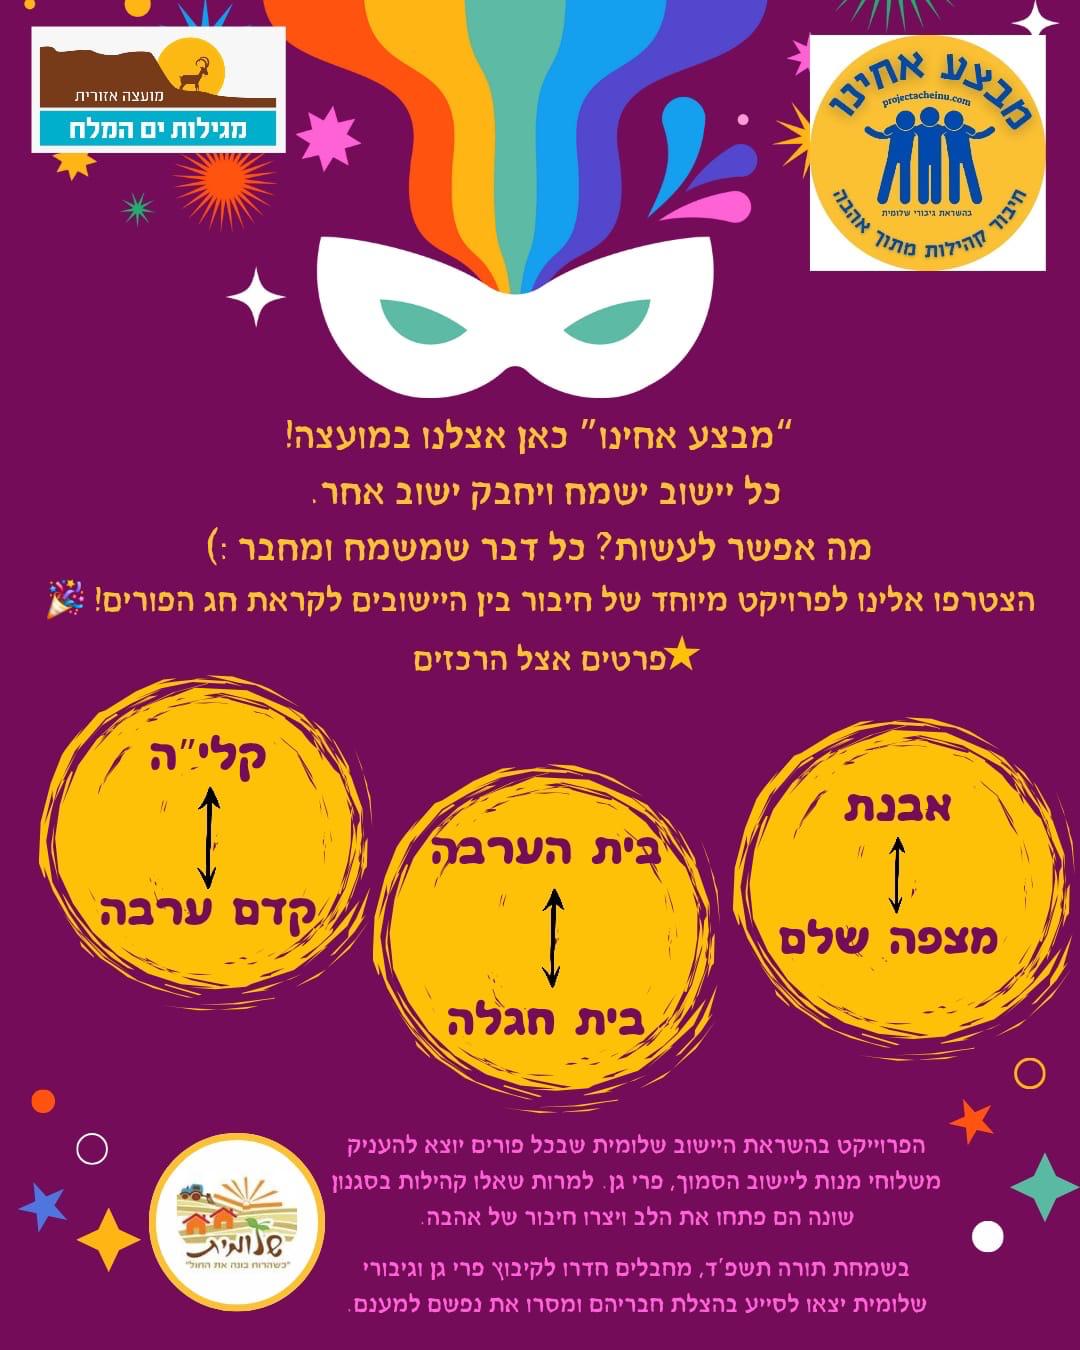 מועצה אזורית
מגילות ים המלח
מבצע אחינו
projectacheinu.com
בהשראת גיבורי שלומית
חיבור קהילות מתוך אהבה
“מבצע אחינו” כאן אצלנו במועצה!
כל יישוב ישמח ויחבק ישוב אחר.
מה אפשר לעשות? כל דבר שמשמח ומחבר :)
הצטרפו אלינו לפרויקט מיוחד של חיבור בין היישובים לקראת חג הפורים! 🎉
⭐פרטים אצל הרכזים
אבנת
מצפה שלם
בית הערבה
בית חגלה
קלי"ה
קדם ערבה
הפרוייקט בהשראת היישוב שלומית שבכל פורים יוצא להעניק
משלוחי מנות ליישוב הסמוך, פרי גן. למרות שאלו קהילות בסגנון
שונה הם פתחו את הלב ויצרו חיבור של אהבה.
בשמחת תורה תשפ'ד, מחבלים חדרו לקיבוץ פרי גן וגיבורי
שלומית יצאו לסייע בהצלת חבריהם ומסרו את נפשם למענם.
שלומית
"כשהרוח בונה את החול"